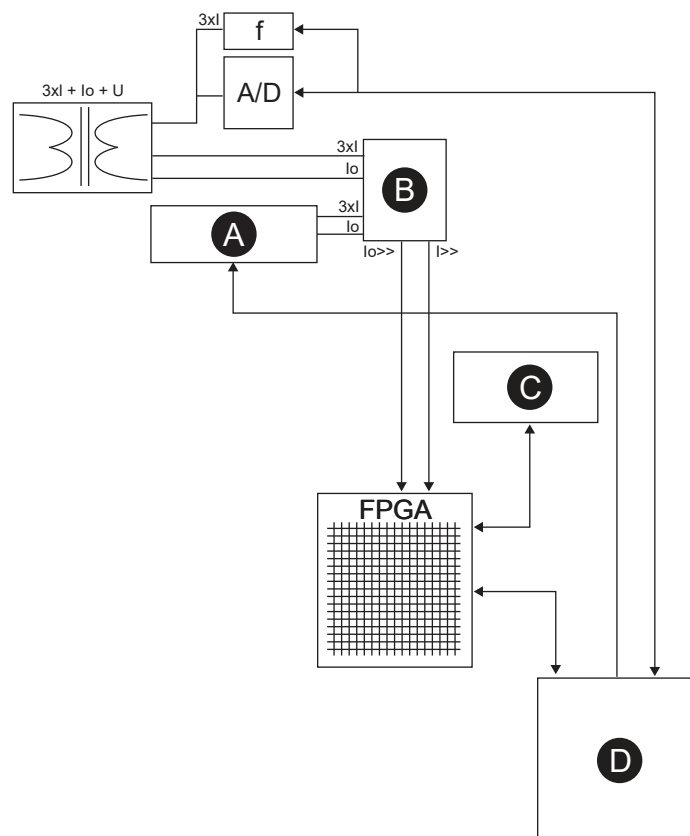 3xI
f
3xI + Io + U
A/D
3xI
Io
B
3xI
Io
A
Io>>
I>>
C
FPGA
D